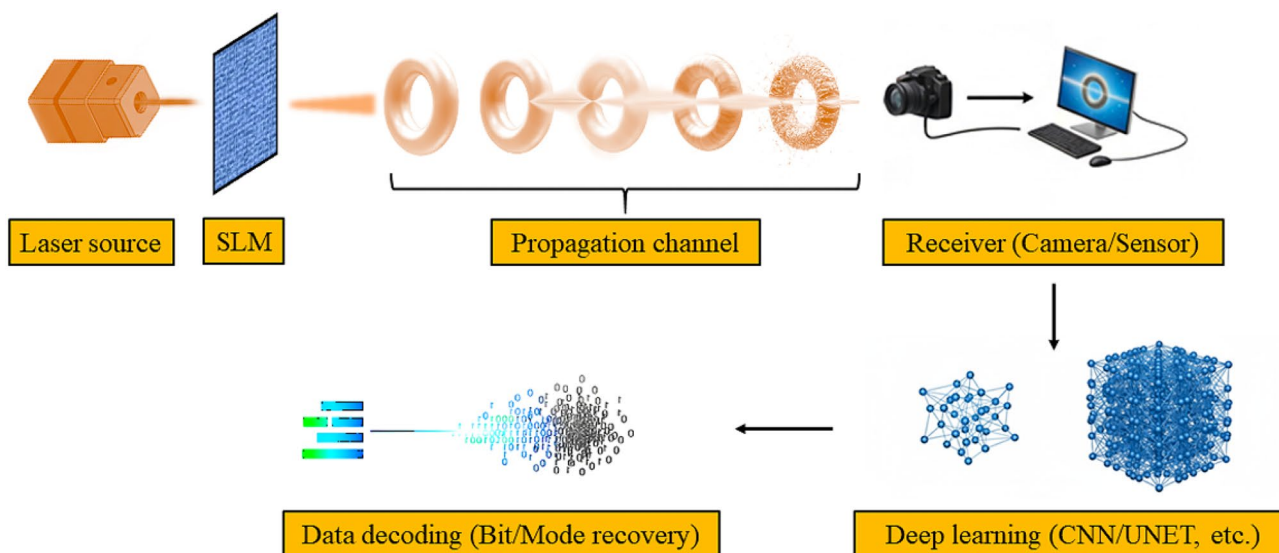 Laser source
SLM
Propagation channel
Receiver (Camera/Sensor)
Data decoding (Bit/Mode recovery)
Deep learning (CNN/UNET, etc.)